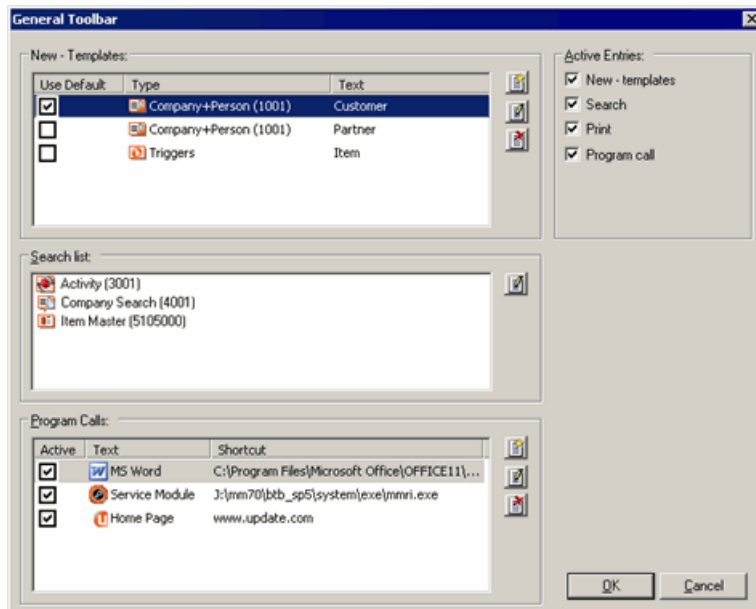 General Toolbar
New - Templates:
Use Default Type Text
Company+Person (1001) Customer
Company+Person (1001) Partner
Triggers Item
Active Entries:
New - templates
Search
Print
Program call
Search list:
Activity (3001)
Company Search (4001)
Item Master (5105000)
Program Calls:
Active Text Shortcut
MS Word C:\Program Files\Microsoft Office\OFFICE11\...
Service Module J:\mm70\btb_sp5\system\exe\mmri.exe
Home Page www.update.com
OK Cancel